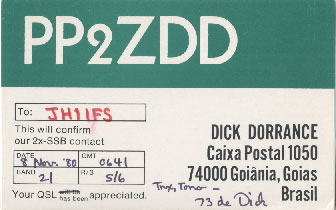 PP2ZDD
To: JH1IFS
This will confirm
our 2x-SSB contact
DATE 8 Nov. '80 GMT 0641
BAND 21 R/S 5/6
Your QSL will be has been appreciated.
DICK DORRANCE
Caixa Postal 1050
74000 Goiânia, Goias
Brasil
Tnx, Tomo –
73 de Dick